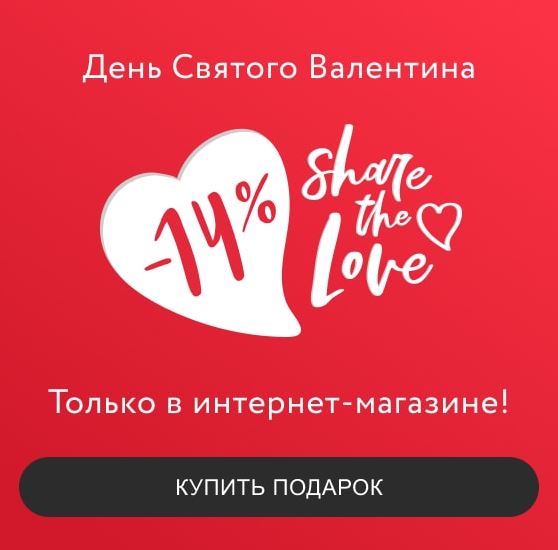 День Святого Валентина
-14%
share
the
Love
Только в интернет-магазине!
КУПИТЬ ПОДАРОК